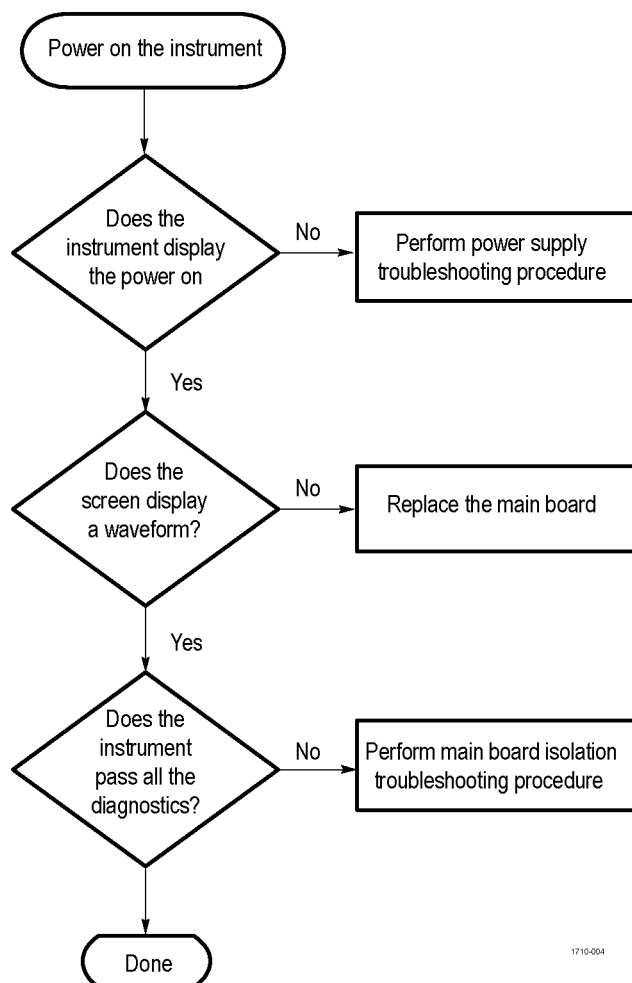 Power on the instrument
Does the
instrument display
the power on
No
Perform power supply
troubleshooting procedure
Yes
Does the
screen display
a waveform?
No
Replace the main board
Yes
Does the
instrument
pass all the
diagnostics?
No
Perform main board isolation
troubleshooting procedure
Done
1710-004